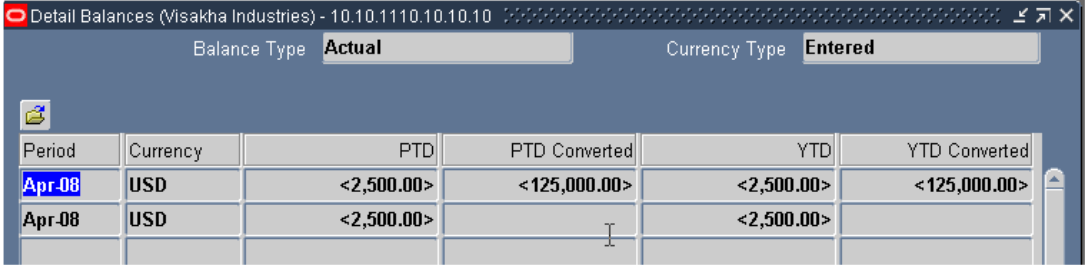 Detail Balances (Visakha Industries) - 10.10.1110.10.10.10
Balance Type Actual Currency Type Entered
Period Currency PTD PTD Converted YTD YTD Converted
Apr-08 USD <2,500.00> <125,000.00> <2,500.00> <125,000.00>
Apr-08 USD <2,500.00> <2,500.00>